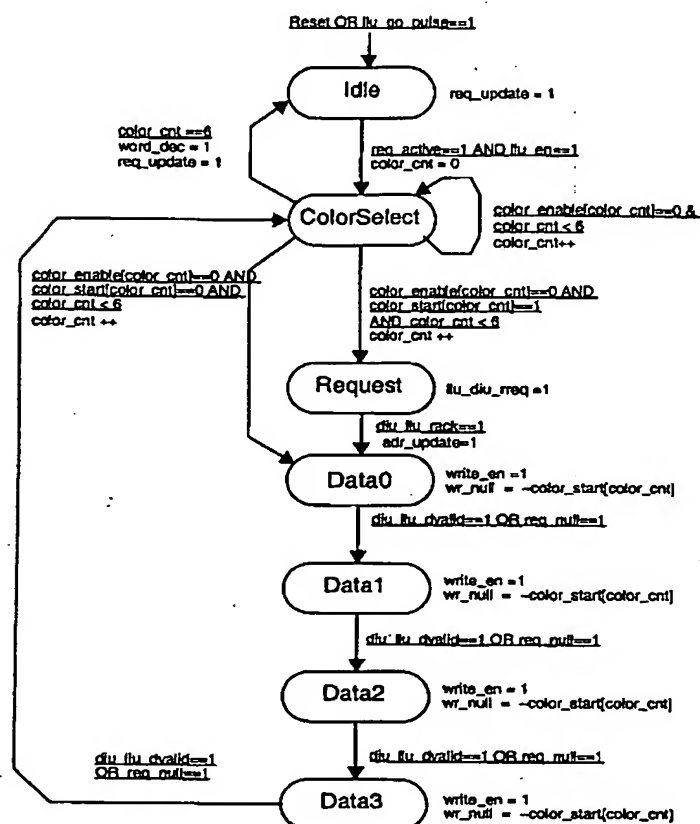 Reset OR llu_go_pulse==1
Idle
req_update = 1
color_cnt ==6
word_dec = 1
req_update = 1
req_active==1 AND llu_en==1
color_cnt = 0
ColorSelect
color_enable[color_cnt]==0 &
color_cnt < 6
color_cnt++
color_enable[color_cnt]==0 AND
color_start[color_cnt]==0 AND
color_cnt < 6
color_cnt ++
color_enable[color_cnt]==0 AND
color_start[color_cnt]==1
AND color_cnt < 6
color_cnt ++
Request
llu_diu_rreq =1
diu_llu_rack==1
adr_update=1
Data0
write_en =1
wr_null = ~color_start[color_cnt]
diu_llu_dvalid==1 OR req_null==1
Data1
write_en =1
wr_null = ~color_start[color_cnt]
diu_llu_dvalid==1 OR req_null==1
Data2
write_en = 1
wr_null = ~color_start[color_cnt]
diu_llu_dvalid==1
OR req_null==1
diu_llu_dvalid==1 OR req_null==1
Data3
write_en = 1
wr_null = ~color_start[color_cnt]